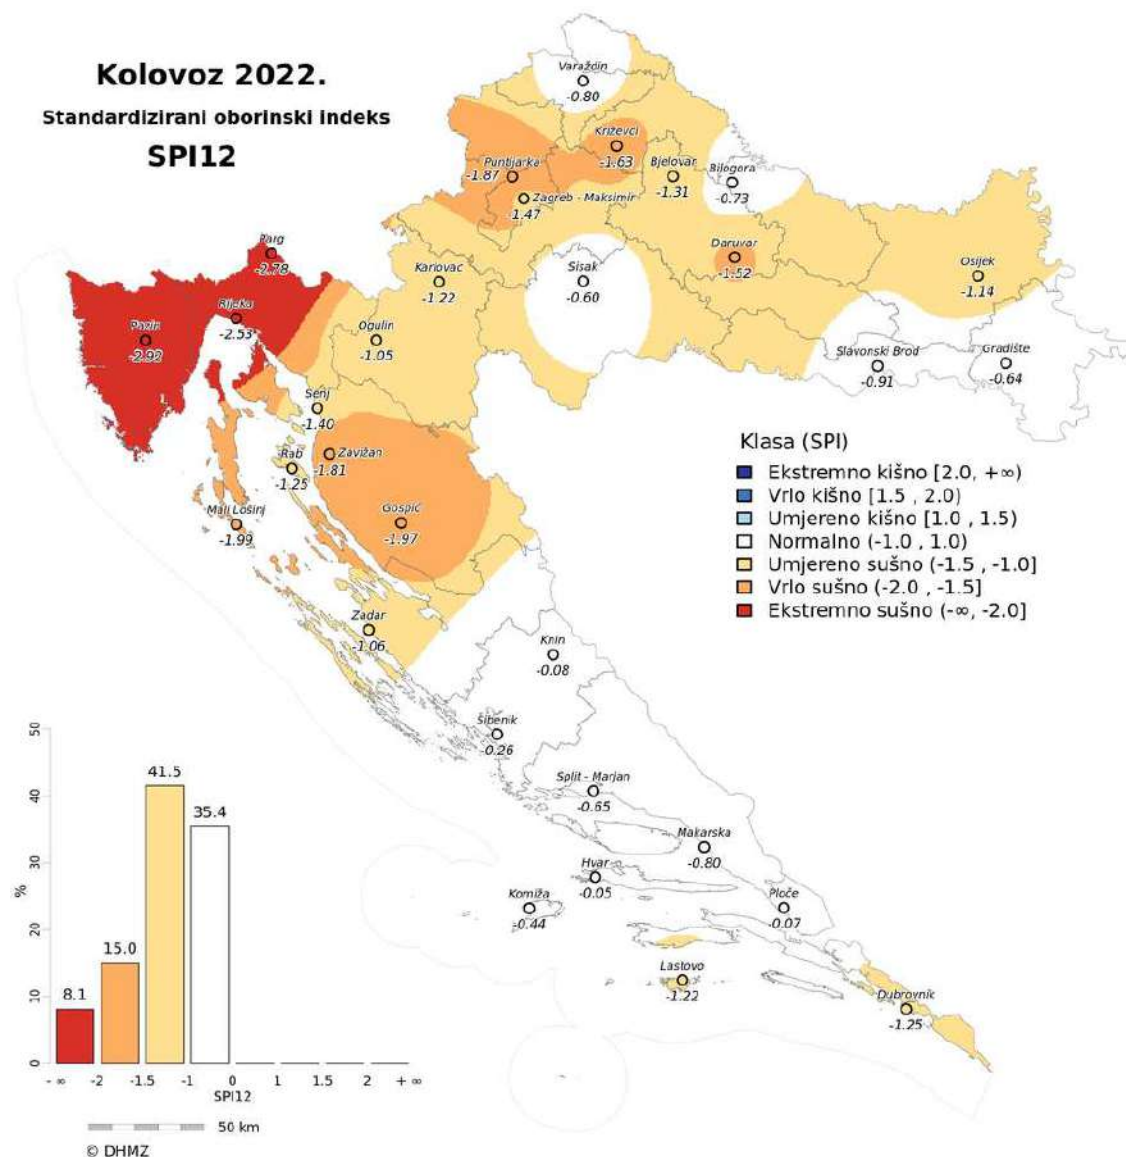 Kolovoz 2022.
Standardizirani oborinski indeks
SPI12
Varaždin
-0.80
Križevci
-1.63
Puntijarka
-1.87
Bjelovar
-1.31
Bilogora
-0.73
Zagreb - Maksimir
-1.47
Parg
-2.78
Daruvar
-1.52
Karlovac
-1.22
Sisak
-0.60
Osijek
-1.14
Rijeka
-2.53
Pazin
-2.92
Ogulin
-1.05
Slavonski Brod
-0.91
Gradište
-0.64
Senj
-1.40
Rab
-1.25
Zavižan
-1.81
Mali Lošinj
-1.99
Gospić
-1.97
Klasa (SPI)
Ekstremno kišno [2.0, +∞)
Vrlo kišno [1.5 , 2.0)
Umjereno kišno [1.0 , 1.5)
Normalno (-1.0 , 1.0)
Umjereno sušno (-1.5 , -1.0]
Vrlo sušno (-2.0 , -1.5]
Ekstremno sušno (-∞, -2.0]
Zadar
-1.06
Knin
-0.08
Šibenik
-0.26
Split - Marjan
-0.65
Makarska
-0.80
Hvar
-0.05
Komiža
-0.44
Ploče
-0.07
Lastovo
-1.22
Dubrovnik
-1.25
50
40
30
20
10
0
%
8.1
15.0
41.5
35.4
- ∞ -2 -1.5 -1 0 1 1.5 2 + ∞
SPI12
50 km
© DHMZ